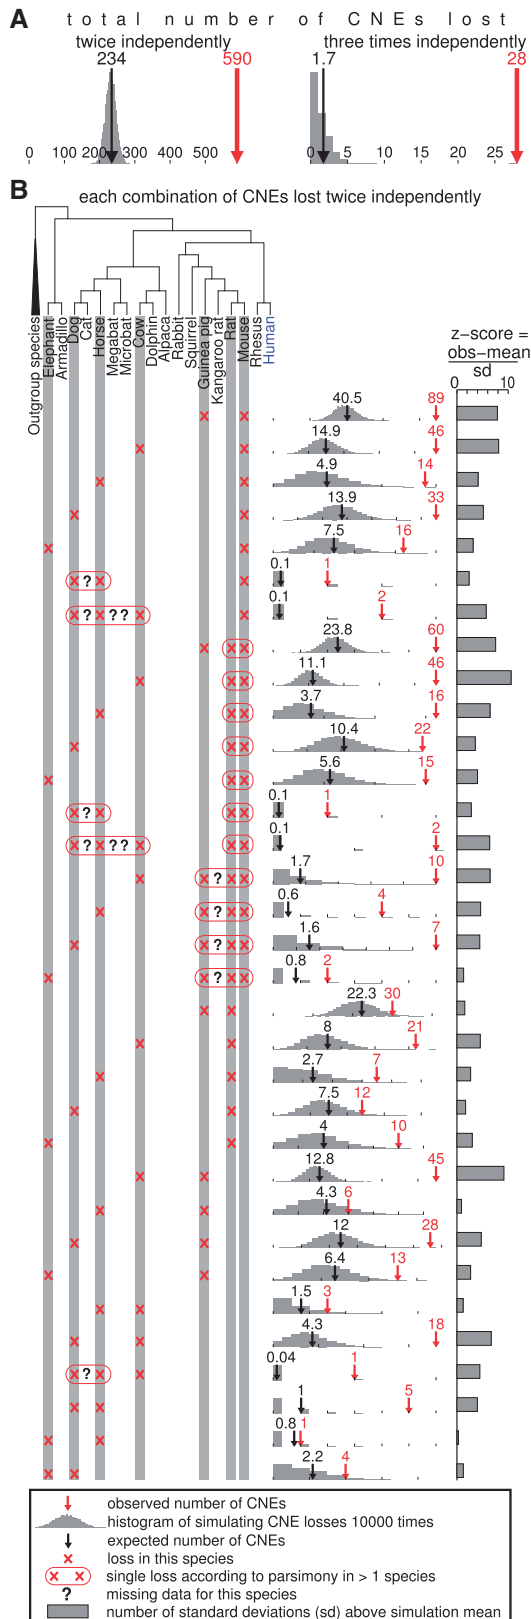 A
total number of CNEs lost
twice independently three times independently
234 590 1.7 28
0 100 200 300 400 500 0 5 10 15 20 25
B each combination of CNEs lost twice independently
Outgroup species
Elephant
Armadillo
Dog
Cat
Horse
Megabat
Microbat
Cow
Dolphin
Alpaca
Rabbit
Squirrel
Guinea pig
Kangaroo rat
Rat
Mouse
Rhesus
Human
z-score =
obs-mean
sd
0 10
40.5 89
14.9 46
4.9 14
13.9 33
7.5 16
? 0.1 1
? ?? 0.1 2
23.8 60
11.1 46
3.7 16
10.4 22
5.6 15
? 0.1 1
? ?? 0.1 2
? 1.7 10
? 0.6 4
? 1.6 7
? 0.8 2
22.3 30
8 21
2.7 7
7.5 12
4 10
12.8 45
4.3 6
12 28
6.4 13
1.5 3
4.3 18
? 0.04 1
1 5
0.8 1
2.2 4
observed number of CNEs
histogram of simulating CNE losses 10000 times
expected number of CNEs
loss in this species
single loss according to parsimony in > 1 species
? missing data for this species
number of standard deviations (sd) above simulation mean